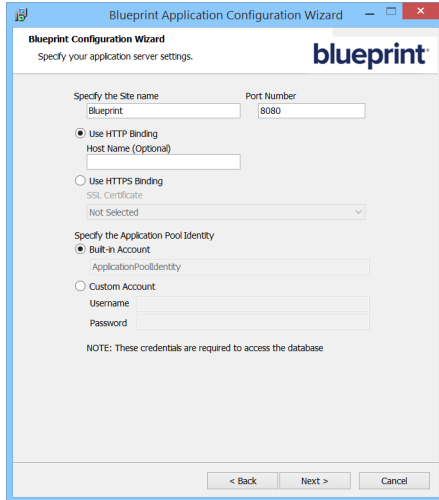 Blueprint Application Configuration Wizard
Blueprint Configuration Wizard
Specify your application server settings.
blueprint
Specify the Site name Port Number
Blueprint 8080
Use HTTP Binding
Host Name (Optional)
Use HTTPS Binding
SSL Certificate
Not Selected
Specify the Application Pool Identity
Built-in Account
ApplicationPoolIdentity
Custom Account
Username
Password
NOTE: These credentials are required to access the database
< Back Next > Cancel